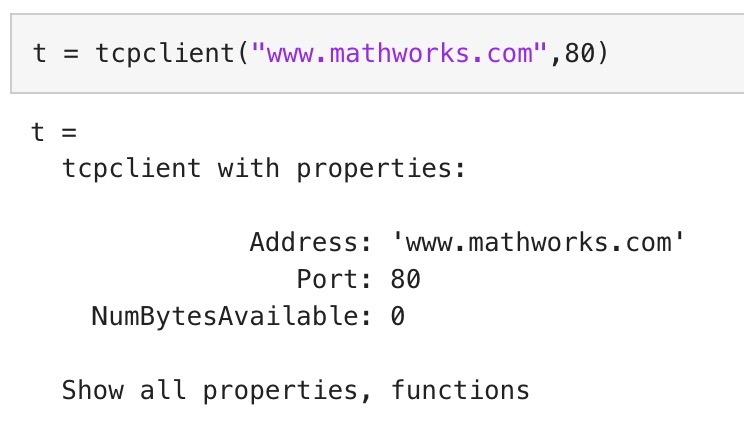 t = tcpclient("www.mathworks.com",80)
t =
tcpclient with properties:
Address: 'www.mathworks.com'
Port: 80
NumBytesAvailable: 0
Show all properties, functions